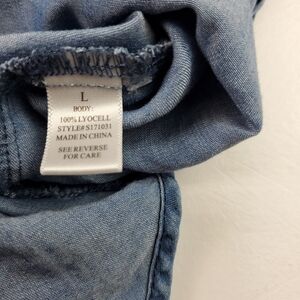 L
BODY:
100%LYOCELL
STYLE#S171031
MADE IN CHINA
SEE REVERSE
FOR CARE